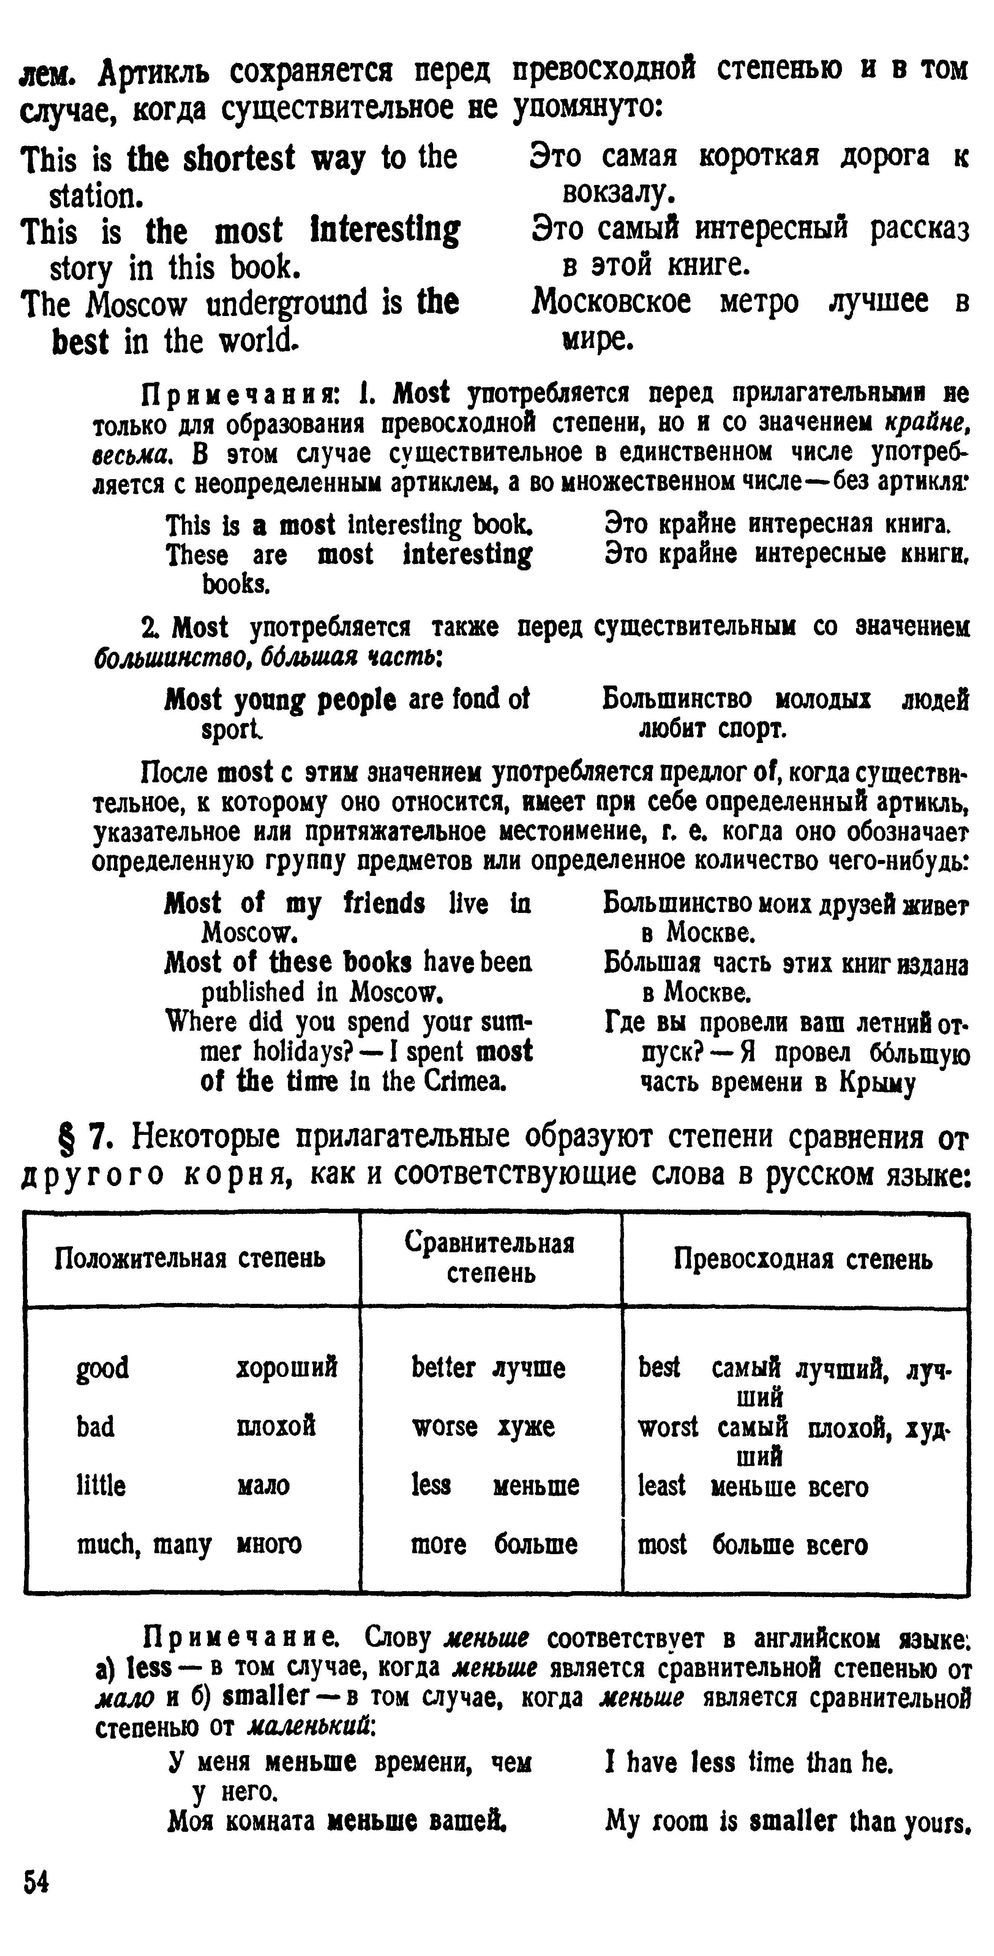 лем. Артикль сохраняется перед превосходной степенью и в том
случае, когда существительное не упомянуто:
This is the shortest way to the
station.
Это самая короткая дорога к
вокзалу.
This is the most interesting
story in this book.
Это самый интересный рассказ
в этой книге.
The Moscow underground is the
best in the world.
Московское метро лучшее в
мире.
Примечания: 1. Most употребляется перед прилагательными не
только для образования превосходной степени, но и со значением крайне,
весьма. В этом случае существительное в единственном числе употреб-
ляется с неопределенным артиклем, а во множественном числе—без артикля:
This is a most interesting book.
Это крайне интересная книга.
These are most interesting
books.
Это крайне интересные книги.
2. Most употребляется также перед существительным со значением
большинство, бо́льшая часть:
Most young people are fond of
sport.
Большинство молодых людей
любит спорт.
После most с этим значением употребляется предлог of, когда существи-
тельное, к которому оно относится, имеет при себе определенный артикль,
указательное или притяжательное местоимение, т. е. когда оно обозначает
определенную группу предметов или определенное количество чего-нибудь:
Most of my friends live in
Moscow.
Большинство моих друзей живет
в Москве.
Most of these books have been
published in Moscow.
Бо́льшая часть этих книг издана
в Москве.
Where did you spend your sum-
mer holidays? — I spent most
of the time in the Crimea.
Где вы провели ваш летний от-
пуск? — Я провел бо́льшую
часть времени в Крыму
§ 7. Некоторые прилагательные образуют степени сравнения от
другого корня, как и соответствующие слова в русском языке:
Положительная степень
Сравнительная
степень
Превосходная степень
good хороший better лучше best самый лучший, луч-
ший
bad плохой worse хуже worst самый плохой, худ-
ший
little мало less меньше least меньше всего
much, many много more больше most больше всего
Примечание. Слову меньше соответствует в английском языке:
а) less — в том случае, когда меньше является сравнительной степенью от
мало и б) smaller — в том случае, когда меньше является сравнительной
степенью от маленький:
У меня меньше времени, чем
у него.
I have less time than he.
Моя комната меньше вашей.
My room is smaller than yours.
54